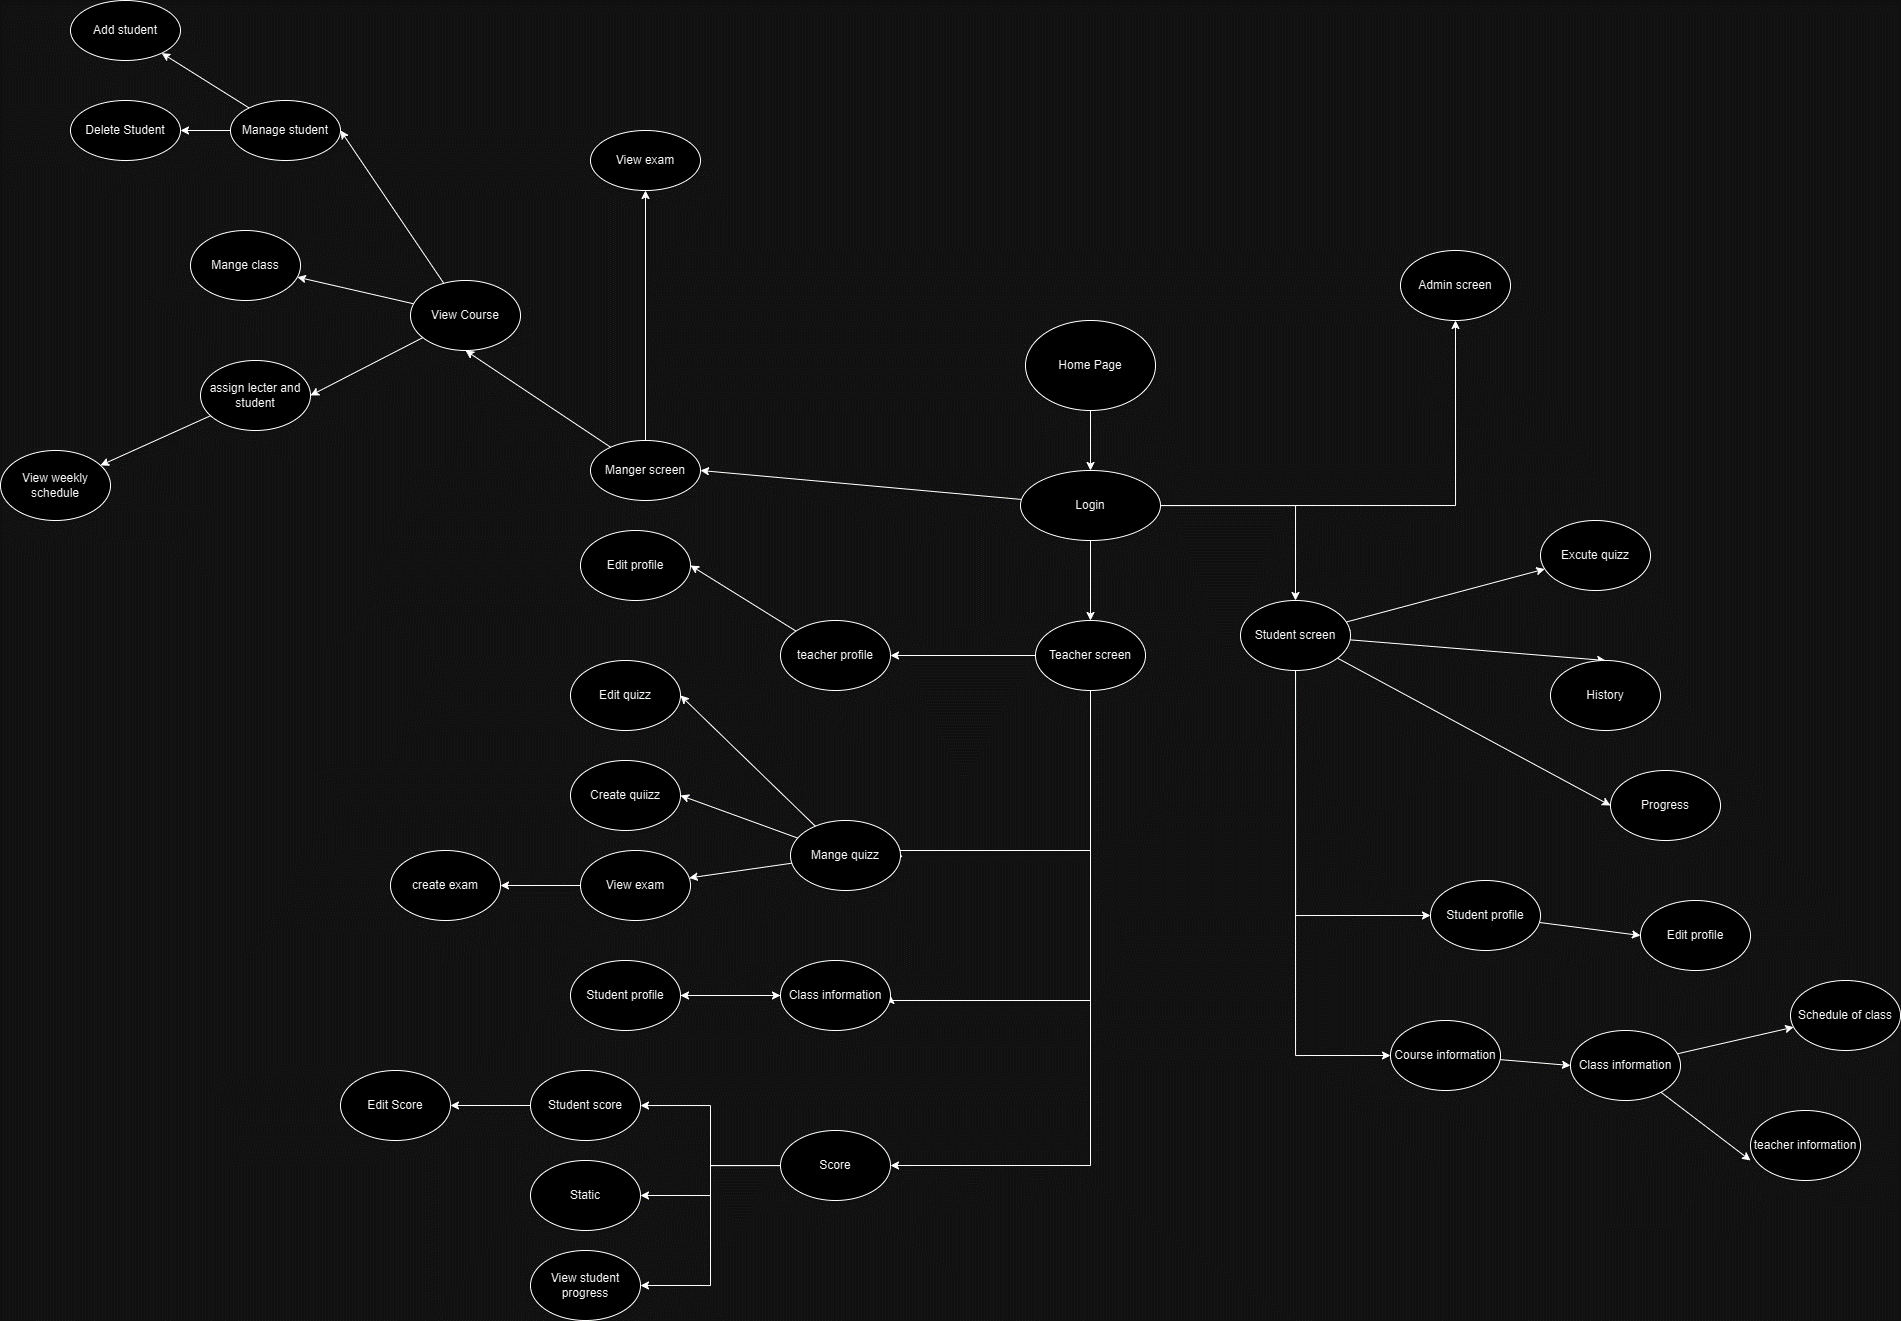 Add student
Delete Student
Manage student
View exam
Mange class
View Course
Admin screen
Home Page
assign lecter and
student
Manger screen
View weekly
schedule
Login
Edit profile
Excute quizz
Student screen
teacher profile
Teacher screen
Edit quizz
History
Create quiizz
Progress
Mange quizz
create exam
View exam
Student profile
Edit profile
Student profile
Class information
Schedule of class
Course information
Class information
Edit Score
Student score
teacher information
Score
Static
View student
progress